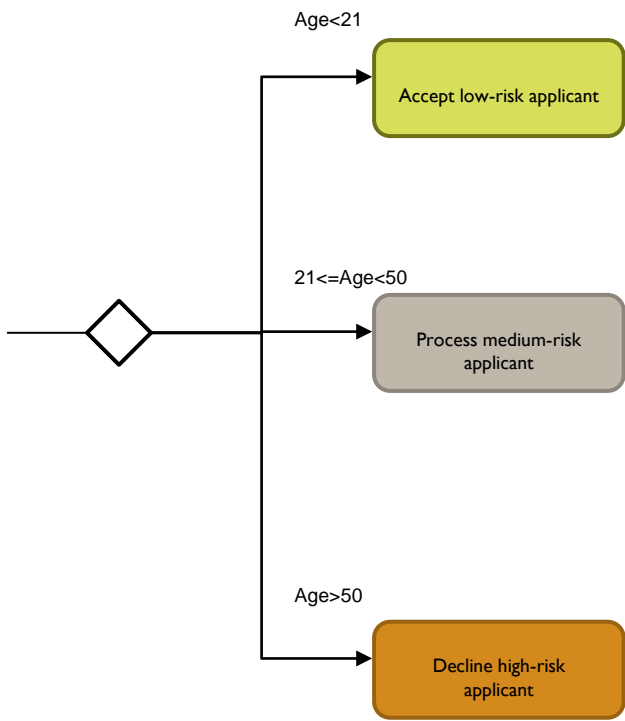 Age<21
Accept low-risk applicant
21<=Age<50
Process medium-risk
applicant
Age>50
Decline high-risk
applicant